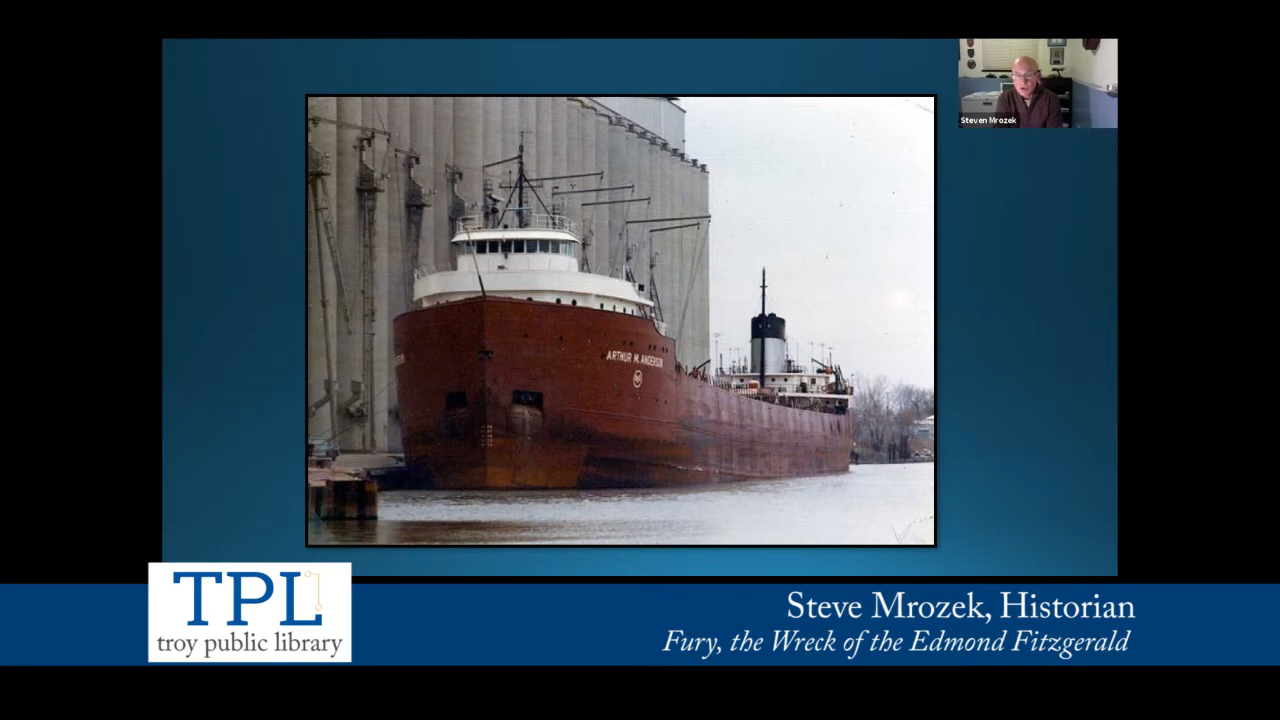 Steven Mrozek
ARTHUR M. ANDERSON
TPL
troy public library
Steve Mrozek, Historian
Fury, the Wreck of the Edmond Fitzgerald